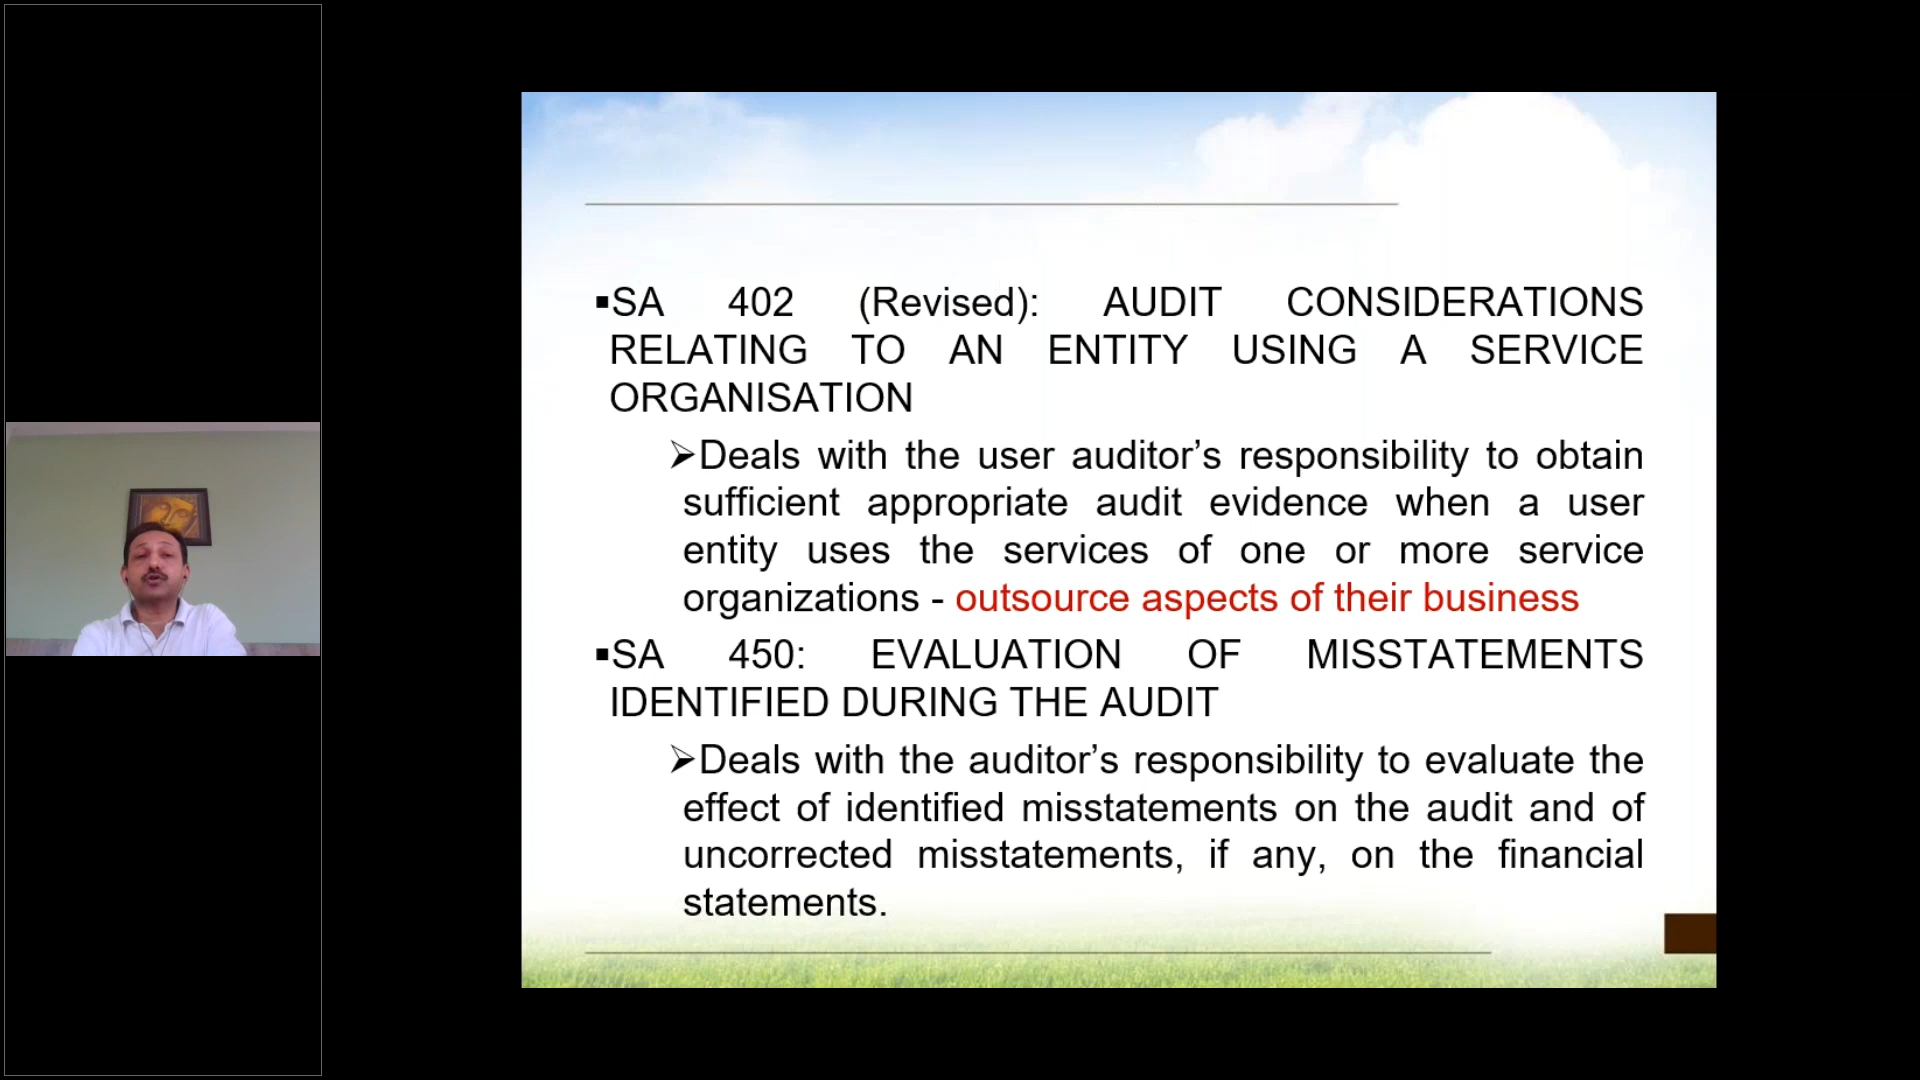 ▪SA 402 (Revised): AUDIT CONSIDERATIONS
RELATING TO AN ENTITY USING A SERVICE
ORGANISATION
➢Deals with the user auditor’s responsibility to obtain
sufficient appropriate audit evidence when a user
entity uses the services of one or more service
organizations - outsource aspects of their business
▪SA 450: EVALUATION OF MISSTATEMENTS
IDENTIFIED DURING THE AUDIT
➢Deals with the auditor’s responsibility to evaluate the
effect of identified misstatements on the audit and of
uncorrected misstatements, if any, on the financial
statements.